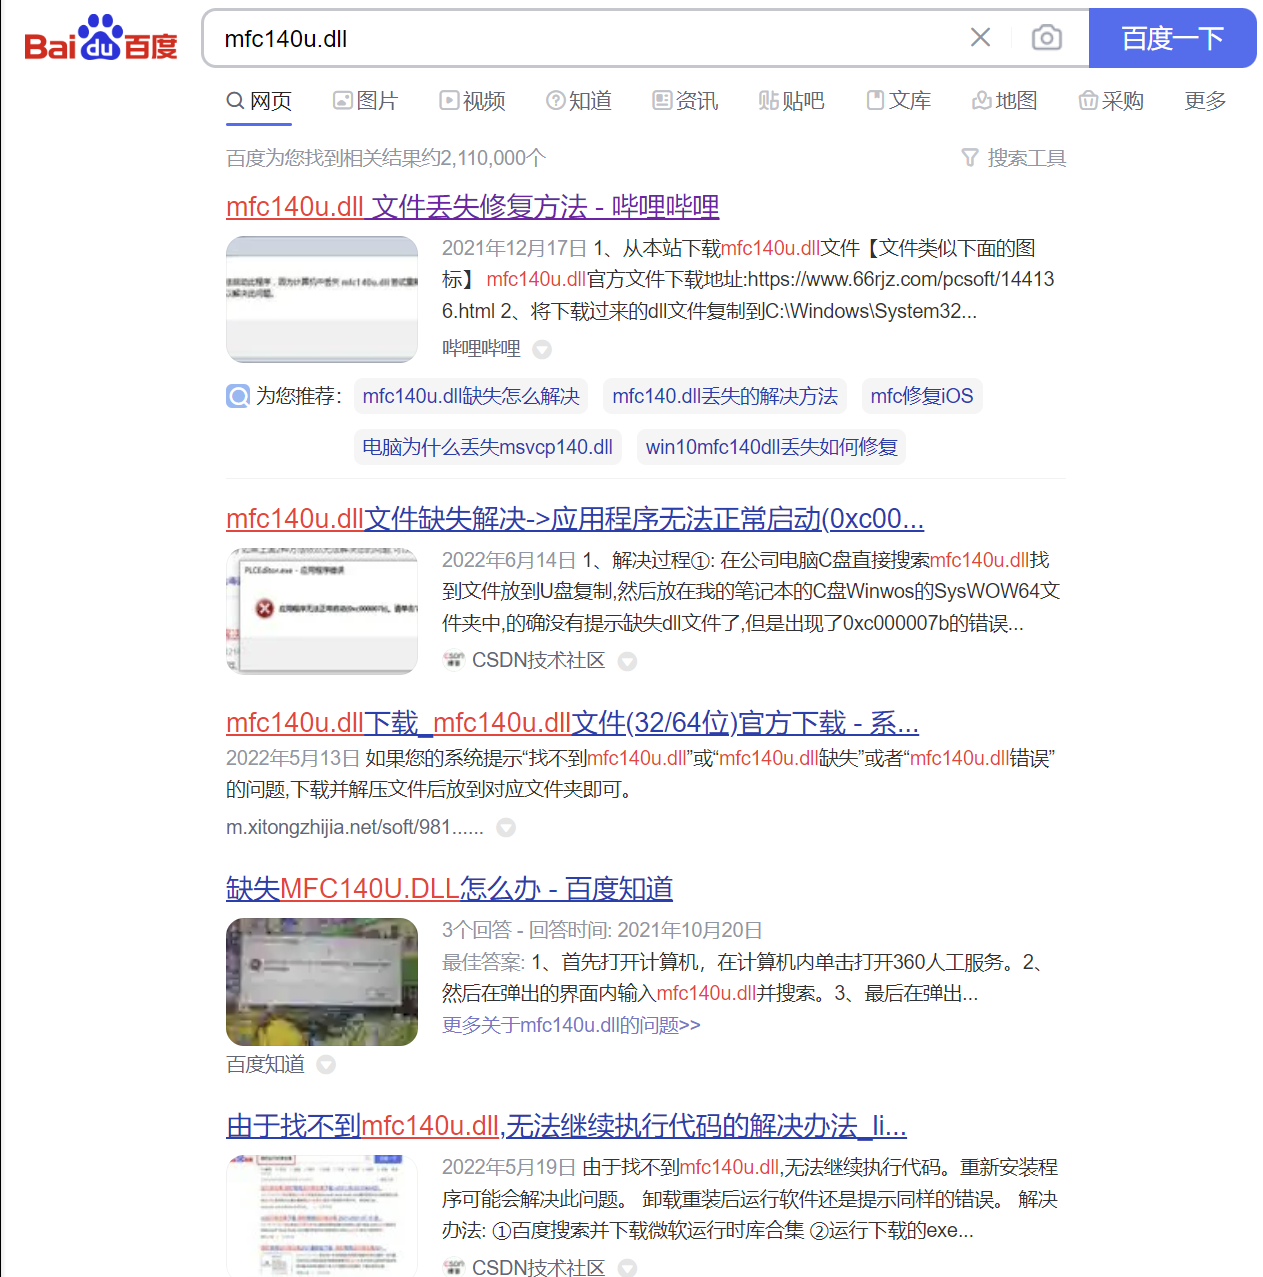 Bai du 百度
mfc140u.dll
百度一下
网页 图片 视频 知道 资讯 贴吧 文库 地图 采购 更多
百度为您找到相关结果约2,110,000个 搜索工具
mfc140u.dll 文件丢失修复方法 - 哔哩哔哩
2021年12月17日 1、从本站下载mfc140u.dll文件【文件类似下面的图
标】 mfc140u.dll官方文件下载地址:https://www.66rjz.com/pcsoft/14413
6.html 2、将下载过来的dll文件复制到C:\Windows\System32...
哔哩哔哩
为您推荐: mfc140u.dll缺失怎么解决 mfc140.dll丢失的解决方法 mfc修复iOS
电脑为什么丢失msvcp140.dll win10mfc140dll丢失如何修复
mfc140u.dll文件缺失解决->应用程序无法正常启动(0xc00...
PLCEditor.exe - 应用程序错误
2022年6月14日 1、解决过程①: 在公司电脑C盘直接搜索mfc140u.dll找
到文件放到U盘复制,然后放在我的笔记本的C盘Winwos的SysWOW64文
件夹中,的确没有提示缺失dll文件了,但是出现了0xc000007b的错误...
CSDN技术社区
mfc140u.dll下载_mfc140u.dll文件(32/64位)官方下载 - 系...
2022年5月13日 如果您的系统提示“找不到mfc140u.dll”或“mfc140u.dll缺失”或者“mfc140u.dll错误”
的问题,下载并解压文件后放到对应文件夹即可。
m.xitongzhijia.net/soft/981......
缺失MFC140U.DLL怎么办 - 百度知道
3个回答 - 回答时间: 2021年10月20日
最佳答案: 1、首先打开计算机，在计算机内单击打开360人工服务。2、
然后在弹出的界面内输入mfc140u.dll并搜索。3、最后在弹出...
更多关于mfc140u.dll的问题>>
百度知道
由于找不到mfc140u.dll,无法继续执行代码的解决办法_li...
2022年5月19日 由于找不到mfc140u.dll,无法继续执行代码。重新安装程
序可能会解决此问题。 卸载重装后运行软件还是提示同样的错误。 解决
办法: ①百度搜索并下载微软运行时库合集 ②运行下载的exe...
CSDN技术社区